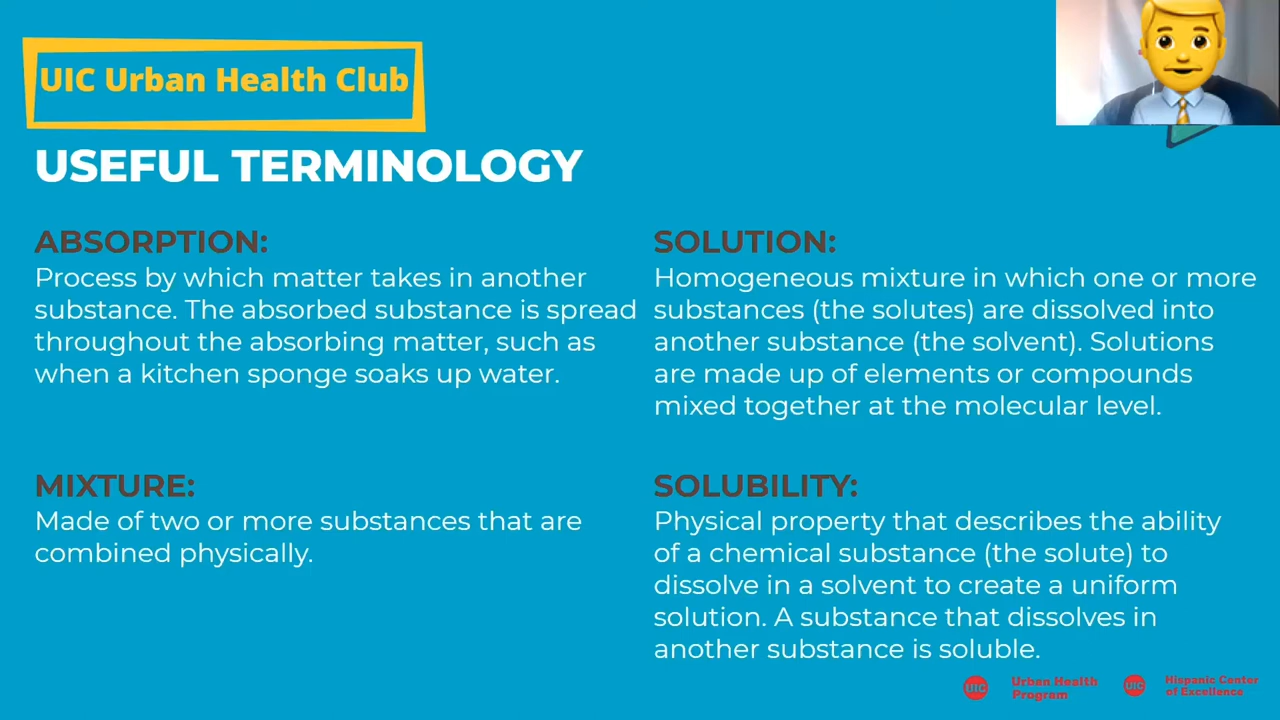 UIC Urban Health Club
USEFUL TERMINOLOGY
ABSORPTION:
Process by which matter takes in another
substance. The absorbed substance is spread
throughout the absorbing matter, such as
when a kitchen sponge soaks up water.
MIXTURE:
Made of two or more substances that are
combined physically.
SOLUTION:
Homogeneous mixture in which one or more
substances (the solutes) are dissolved into
another substance (the solvent). Solutions
are made up of elements or compounds
mixed together at the molecular level.
SOLUBILITY:
Physical property that describes the ability
of a chemical substance (the solute) to
dissolve in a solvent to create a uniform
solution. A substance that dissolves in
another substance is soluble.
UIC
Urban Health
Program
UIC
Hispanic Center
of Excellence